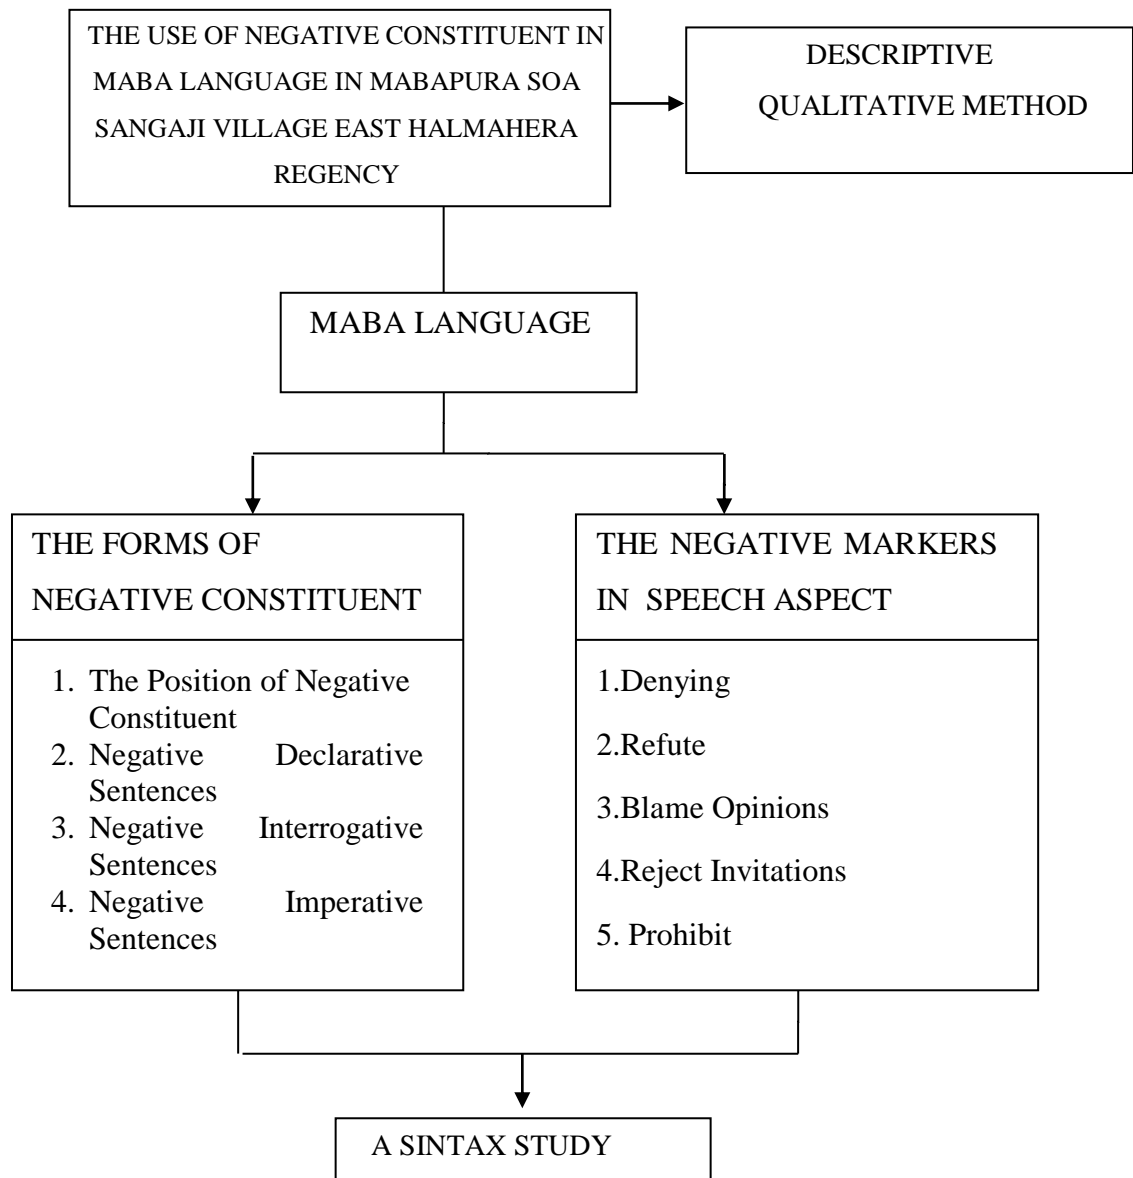 THE USE OF NEGATIVE CONSTITUENT IN
MABA LANGUAGE IN MABAPURA SOA
SANGAJI VILLAGE EAST HALMAHERA
REGENCY
DESCRIPTIVE
QUALITATIVE METHOD
MABA LANGUAGE
THE FORMS OF
NEGATIVE CONSTITUENT
1. The Position of Negative
Constituent
2. Negative Declarative
Sentences
3. Negative Interrogative
Sentences
4. Negative Imperative
Sentences
THE NEGATIVE MARKERS
IN SPEECH ASPECT
1.Denying
2.Refute
3.Blame Opinions
4.Reject Invitations
5. Prohibit
A SINTAX STUDY